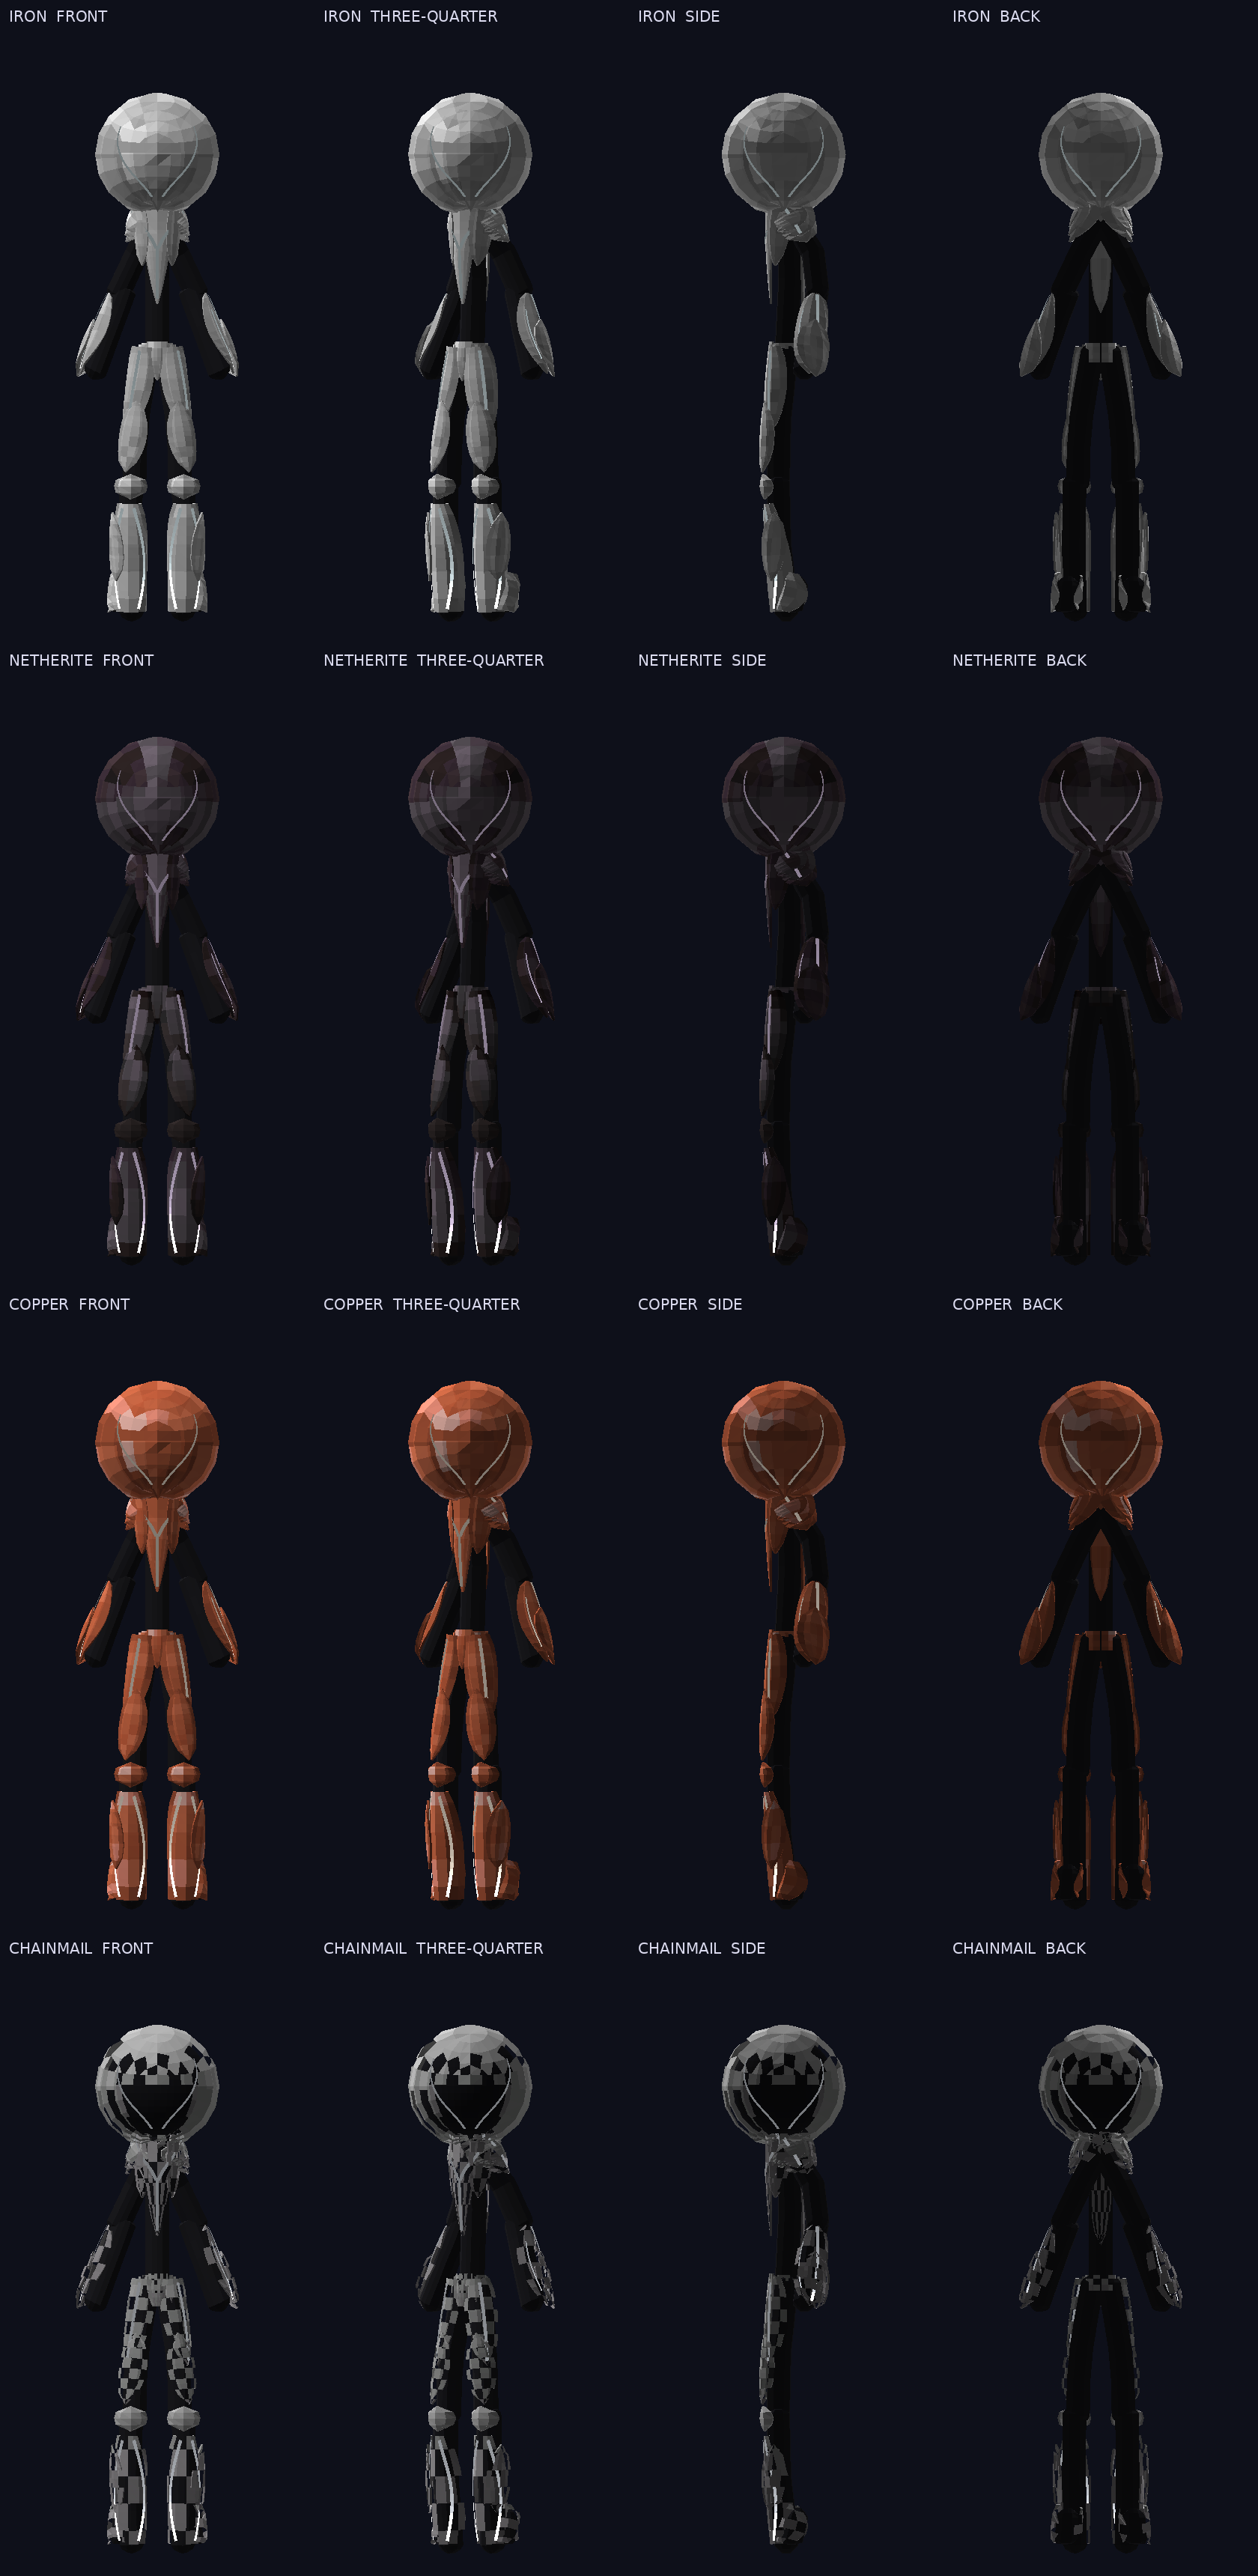 IRON FRONT
IRON THREE-QUARTER
IRON SIDE
IRON BACK
NETHERITE FRONT
NETHERITE THREE-QUARTER
NETHERITE SIDE
NETHERITE BACK
COPPER FRONT
COPPER THREE-QUARTER
COPPER SIDE
COPPER BACK
CHAINMAIL FRONT
CHAINMAIL THREE-QUARTER
CHAINMAIL SIDE
CHAINMAIL BACK